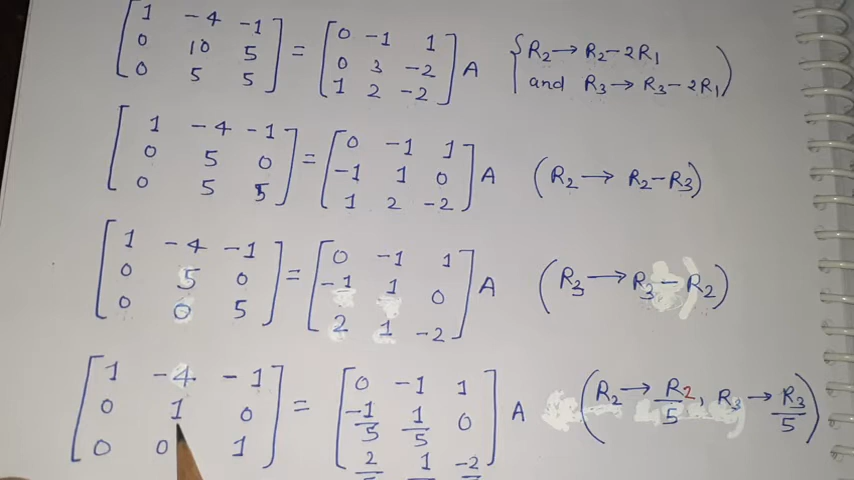 [1 -4 -1] = [0 -1 1] A {R₂ → R₂-2R₁
[0 10 5] [0 3 -2] and R₃ → R₃-2R₁)
[0 5 5] [1 2 -2]
[1 -4 -1] = [0 -1 1] A (R₂ → R₂-R₃)
[0 5 0] [-1 1 0]
[0 5 5] [1 2 -2]
[1 -4 -1] = [0 -1 1] A (R₃ → R₃-R₂)
[0 5 0] [-1 1 0]
[0 0 5] [2 1 -2]
[1 -4 -1] = [0 -1 1] A (R₂ → R₂/5, R₃ → R₃/5)
[0 1 0] [-1/5 1/5 0]
[0 0 1] [2 1 -2]